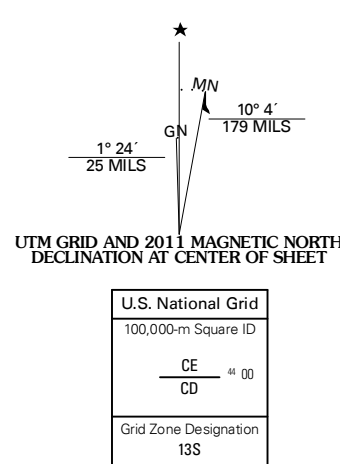 ★
MN
GN
10° 4´
179 MILS
1° 24´
25 MILS
UTM GRID AND 2011 MAGNETIC NORTH
DECLINATION AT CENTER OF SHEET
U.S. National Grid
100,000-m Square ID
CE
44 00
CD
Grid Zone Designation
13S